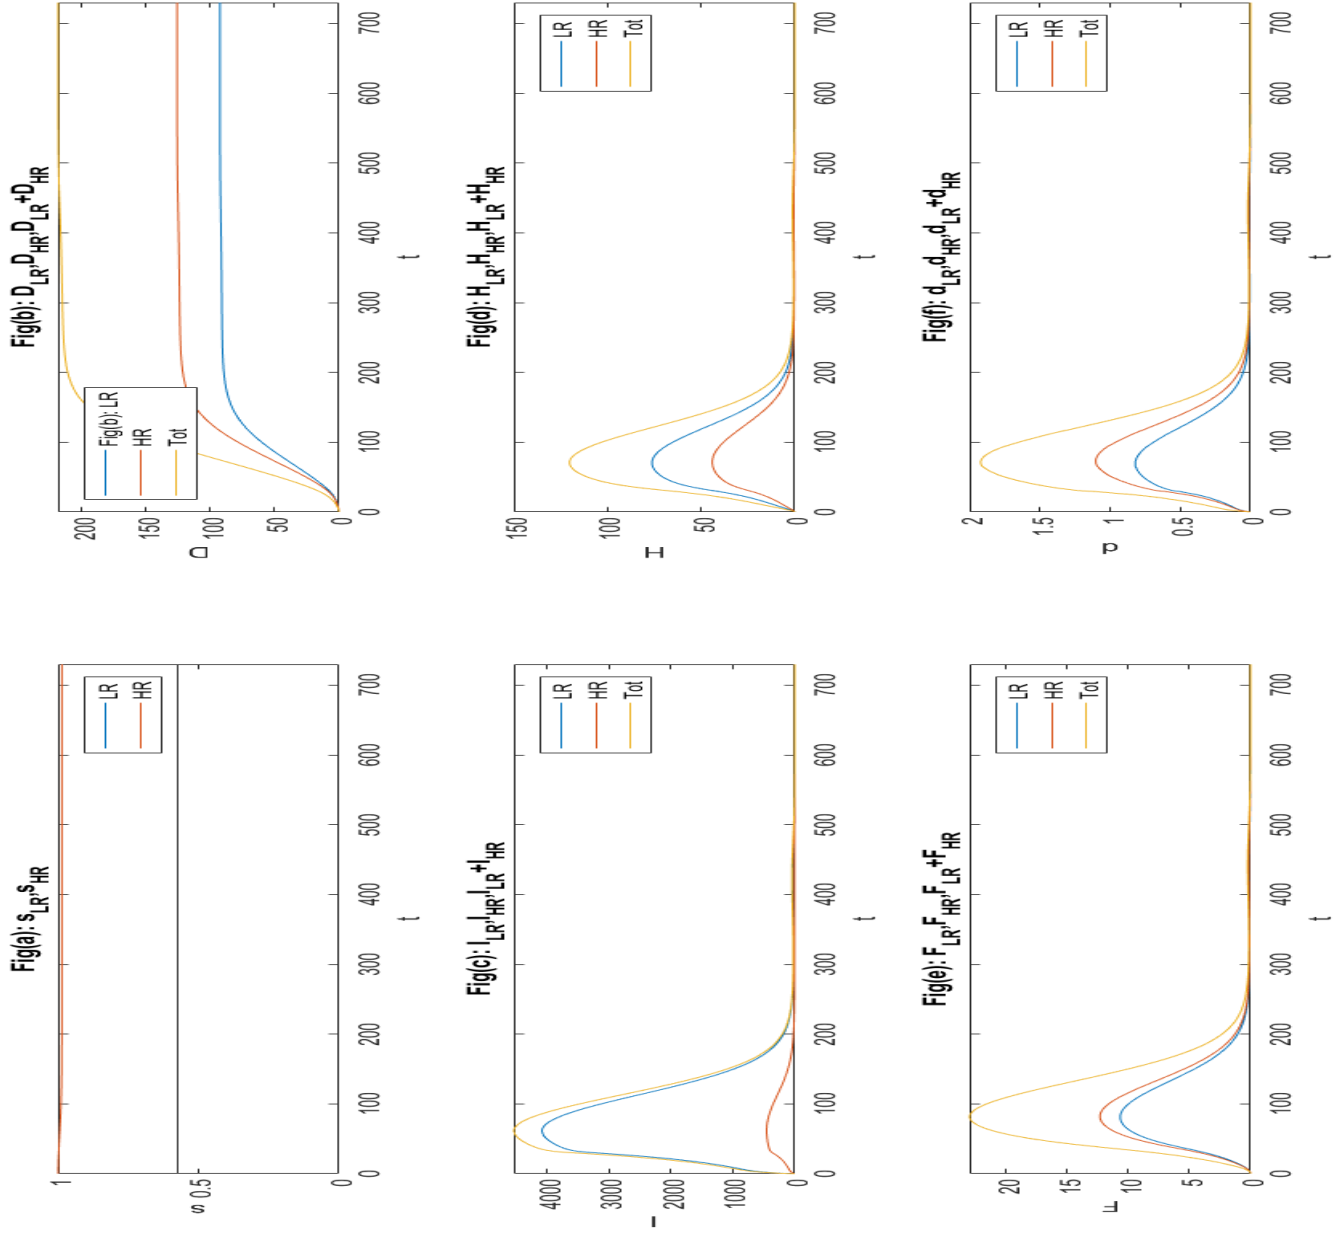 Fig(a): s_LR,s_HR
1
0.5
0
s
LR
HR
0 100 200 300 400 500 600 700
t
Fig(b): D_LR,D_HR,D_LR+D_HR
200
150
100
50
0
D
Fig(b): LR
HR
Tot
0 100 200 300 400 500 600 700
t
Fig(c): I_LR,I_HR,I_LR+I_HR
4000
3000
2000
1000
0
I
LR
HR
Tot
0 100 200 300 400 500 600 700
t
Fig(d): H_LR,H_HR,H_LR+H_HR
150
100
50
0
H
LR
HR
Tot
0 100 200 300 400 500 600 700
t
Fig(e): F_LR,F_HR,F_LR+F_HR
20
15
10
5
0
F
LR
HR
Tot
0 100 200 300 400 500 600 700
t
Fig(f): d_LR,d_HR,d_LR+d_HR
2
1.5
1
0.5
0
d
LR
HR
Tot
0 100 200 300 400 500 600 700
t